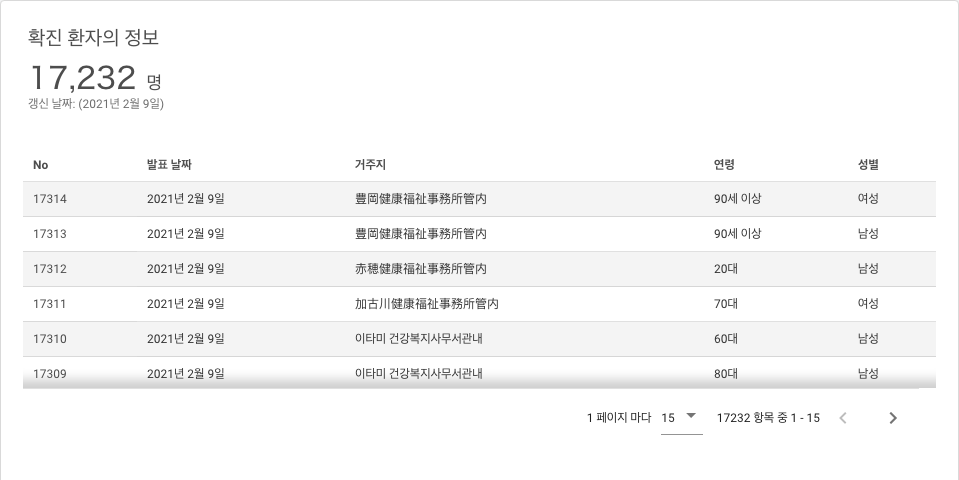 확진 환자의 정보
17,232 명
갱신 날짜: (2021년 2월 9일)
No 발표 날짜 거주지 연령 성별
17314 2021년 2월 9일 豊岡健康福祉事務所管内 90세 이상 여성
17313 2021년 2월 9일 豊岡健康福祉事務所管内 90세 이상 남성
17312 2021년 2월 9일 赤穂健康福祉事務所管内 20대 남성
17311 2021년 2월 9일 加古川健康福祉事務所管内 70대 여성
17310 2021년 2월 9일 이타미 건강복지사무서관내 60대 남성
17309 2021년 2월 9일 이타미 건강복지사무서관내 80대 남성
1 페이지 마다 15 17232 항목 중 1 - 15